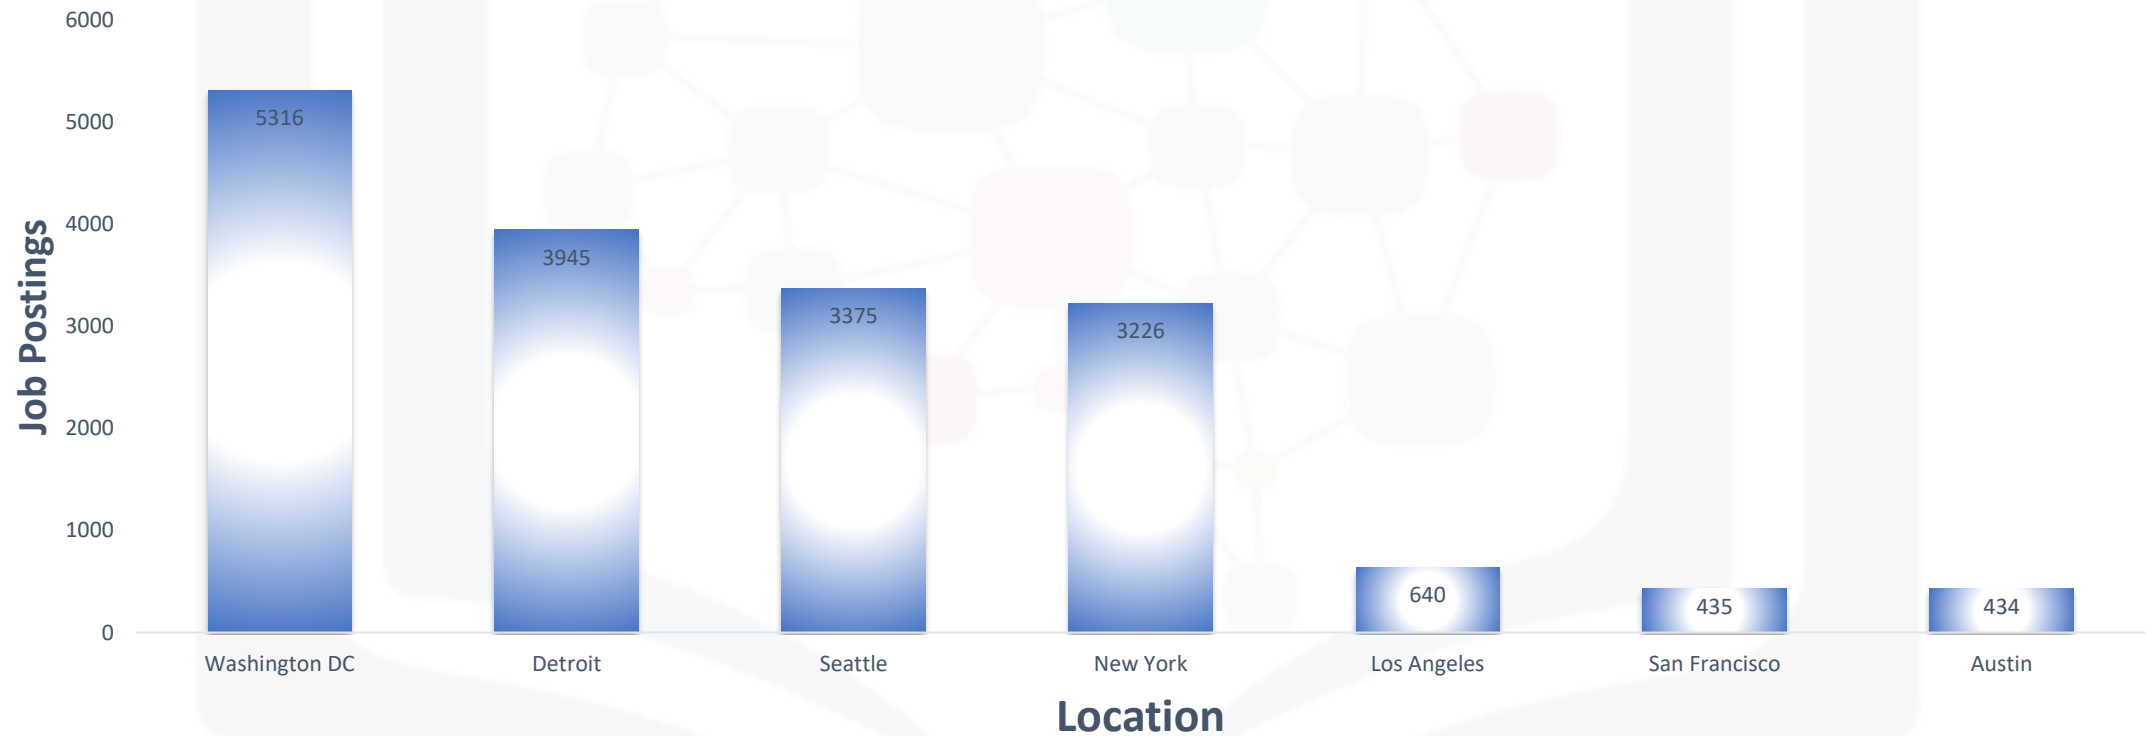 6000
5000
4000
3000
2000
1000
0
Job Postings
5316
3945
3375
3226
640
435
434
Washington DC
Detroit
Seattle
New York
Los Angeles
San Francisco
Austin
Location